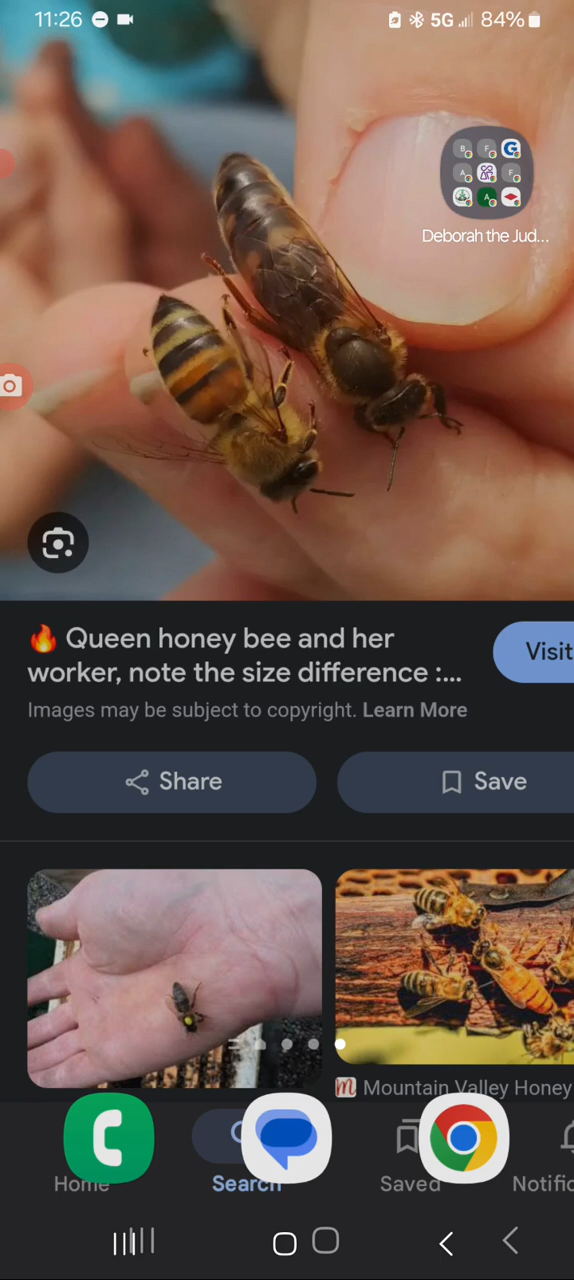 11:26
5G 84%
B F G
A F
A
Deborah the Jud...
🔥 Queen honey bee and her
worker, note the size difference :...
Visit
Images may be subject to copyright. Learn More
Share
Save
Mountain Valley Honey
Home
Search
Saved
Notific